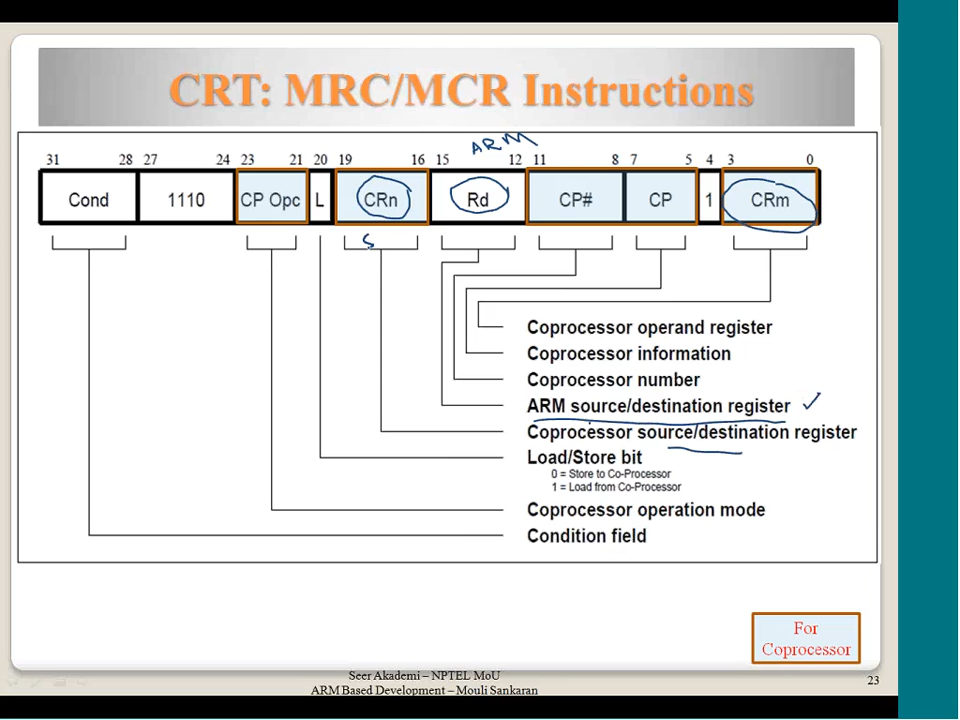 CRT: MRC/MCR Instructions
ARM
31 28 27 24 23 21 20 19 16 15 12 11 8 7 5 4 3 0
Cond 1110 CP Opc L CRn Rd CP# CP 1 CRm
S
Coprocessor operand register
Coprocessor information
Coprocessor number
ARM source/destination register
Coprocessor source/destination register
Load/Store bit
0 = Store to Co-Processor
1 = Load from Co-Processor
Coprocessor operation mode
Condition field
For
Coprocessor
Seer Akademi – NPTEL MoU
ARM Based Development – Mouli Sankaran
23